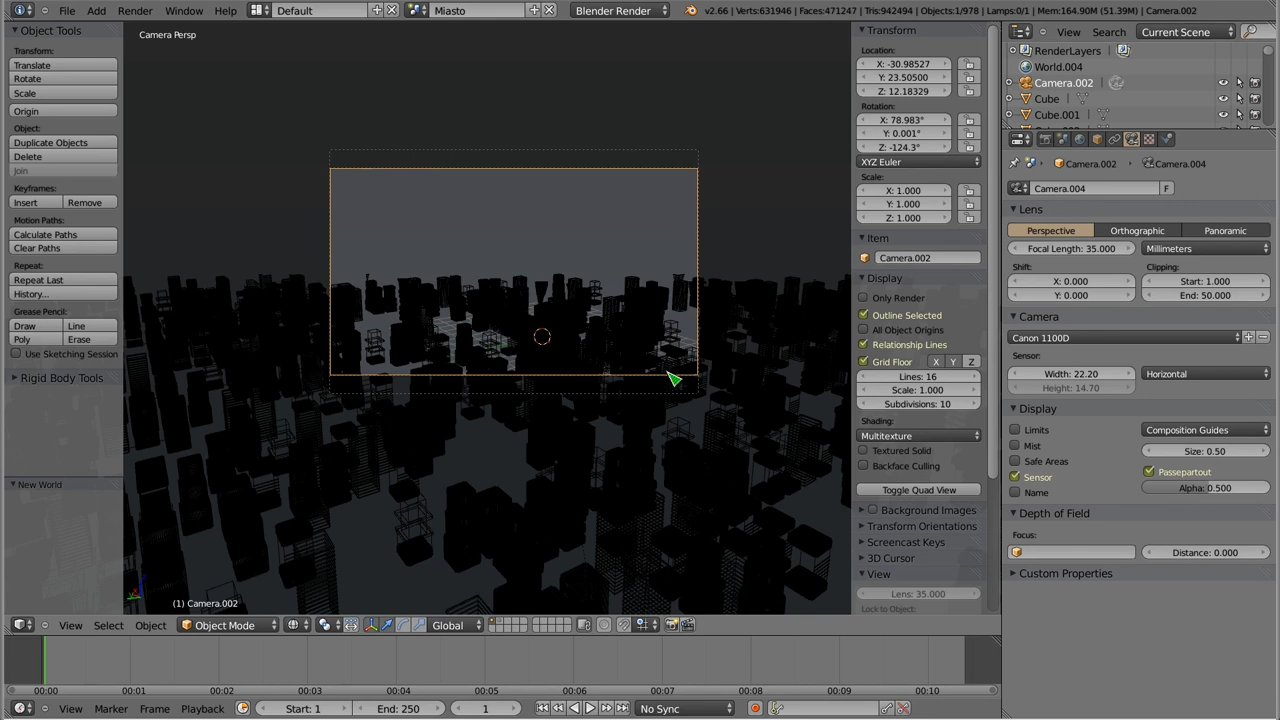 File Add Render Window Help Default Miasto Blender Render v2.66 | Verts:631946 | Faces:471247 | Tris:942494 | Objects:1/978 | Lamps:0/1 | Mem:164.90M (51.39M) | Camera.002
Object Tools
Transform:
Translate
Rotate
Scale
Origin
Object:
Duplicate Objects
Delete
Join
Keyframes:
Insert Remove
Motion Paths:
Calculate Paths
Clear Paths
Repeat:
Repeat Last
History...
Grease Pencil:
Draw Line
Poly Erase
Use Sketching Session
Rigid Body Tools
New World
Camera Persp
(1) Camera.002
Transform
Location:
X: -30.98527
Y: 23.50500
Z: 12.18329
Rotation:
X: 78.983°
Y: 0.001°
Z: -124.3°
XYZ Euler
Scale:
X: 1.000
Y: 1.000
Z: 1.000
Item
Camera.002
Display
Only Render
Outline Selected
All Object Origins
Relationship Lines
Grid Floor X Y Z
Lines: 16
Scale: 1.000
Subdivisions: 10
Shading:
Multitexture
Textured Solid
Backface Culling
Toggle Quad View
Background Images
Transform Orientations
Screencast Keys
3D Cursor
View
Lens: 35.000
Lock to Object:
View Search Current Scene
RenderLayers
World.004
Camera.002
Cube
Cube.001
Camera.002 Camera.004
Camera.004 F
Lens
Perspective Orthographic Panoramic
Focal Length: 35.000 Millimeters
Shift: Clipping:
X: 0.000 Start: 1.000
Y: 0.000 End: 50.000
Camera
Canon 1100D
Sensor:
Width: 22.20 Horizontal
Height: 14.70
Display
Limits Composition Guides
Mist Size: 0.50
Safe Areas
Sensor Passepartout
Name Alpha: 0.500
Depth of Field
Focus:
Distance: 0.000
Custom Properties
View Select Object Object Mode Global
00:00 00:01 00:02 00:03 00:04 00:05 00:06 00:07 00:08 00:09 00:10
View Marker Frame Playback Start: 1 End: 250 1 No Sync